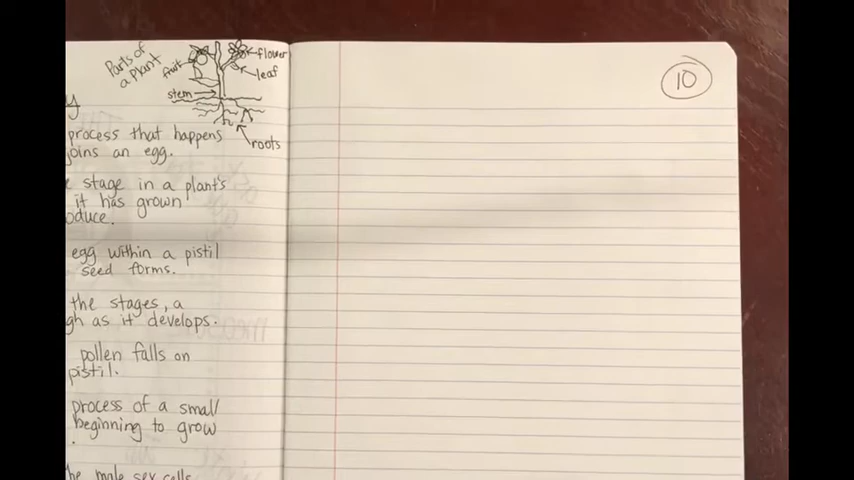 Parts of
a Plant
fruit
flower
leaf
stem
roots
y
process that happens
joins an egg.
stage in a plant's
it has grown
oduce.
egg within a pistil
seed forms.
the stages, a
gh as it develops.
pollen falls on
pistil.
process of a small
beginning to grow
.
he male sex cells
10